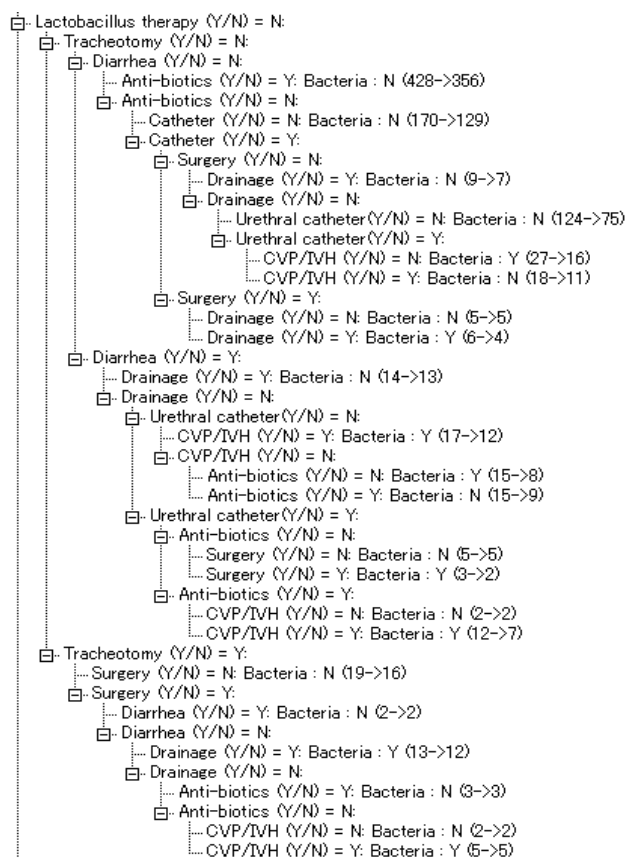 Lactobacillus therapy (Y/N) = N:
Tracheotomy (Y/N) = N:
Diarrhea (Y/N) = N:
Anti-biotics (Y/N) = Y: Bacteria : N (428->356)
Anti-biotics (Y/N) = N:
Catheter (Y/N) = N: Bacteria : N (170->129)
Catheter (Y/N) = Y:
Surgery (Y/N) = N:
Drainage (Y/N) = Y: Bacteria : N (9->7)
Drainage (Y/N) = N:
Urethral catheter(Y/N) = N: Bacteria : N (124->75)
Urethral catheter(Y/N) = Y:
CVP/IVH (Y/N) = N: Bacteria : Y (27->16)
CVP/IVH (Y/N) = Y: Bacteria : N (18->11)
Surgery (Y/N) = Y:
Drainage (Y/N) = N: Bacteria : N (5->5)
Drainage (Y/N) = Y: Bacteria : Y (6->4)
Diarrhea (Y/N) = Y:
Drainage (Y/N) = Y: Bacteria : N (14->13)
Drainage (Y/N) = N:
Urethral catheter(Y/N) = N:
CVP/IVH (Y/N) = Y: Bacteria : Y (17->12)
CVP/IVH (Y/N) = N:
Anti-biotics (Y/N) = N: Bacteria : Y (15->8)
Anti-biotics (Y/N) = Y: Bacteria : N (15->9)
Urethral catheter(Y/N) = Y:
Anti-biotics (Y/N) = N:
Surgery (Y/N) = N: Bacteria : N (5->5)
Surgery (Y/N) = Y: Bacteria : Y (3->2)
Anti-biotics (Y/N) = Y:
CVP/IVH (Y/N) = N: Bacteria : N (2->2)
CVP/IVH (Y/N) = Y: Bacteria : Y (12->7)
Tracheotomy (Y/N) = Y:
Surgery (Y/N) = N: Bacteria : N (19->16)
Surgery (Y/N) = Y:
Diarrhea (Y/N) = Y: Bacteria : N (2->2)
Diarrhea (Y/N) = N:
Drainage (Y/N) = Y: Bacteria : Y (13->12)
Drainage (Y/N) = N:
Anti-biotics (Y/N) = Y: Bacteria : N (3->3)
Anti-biotics (Y/N) = N:
CVP/IVH (Y/N) = N: Bacteria : N (2->2)
CVP/IVH (Y/N) = Y: Bacteria : Y (5->5)